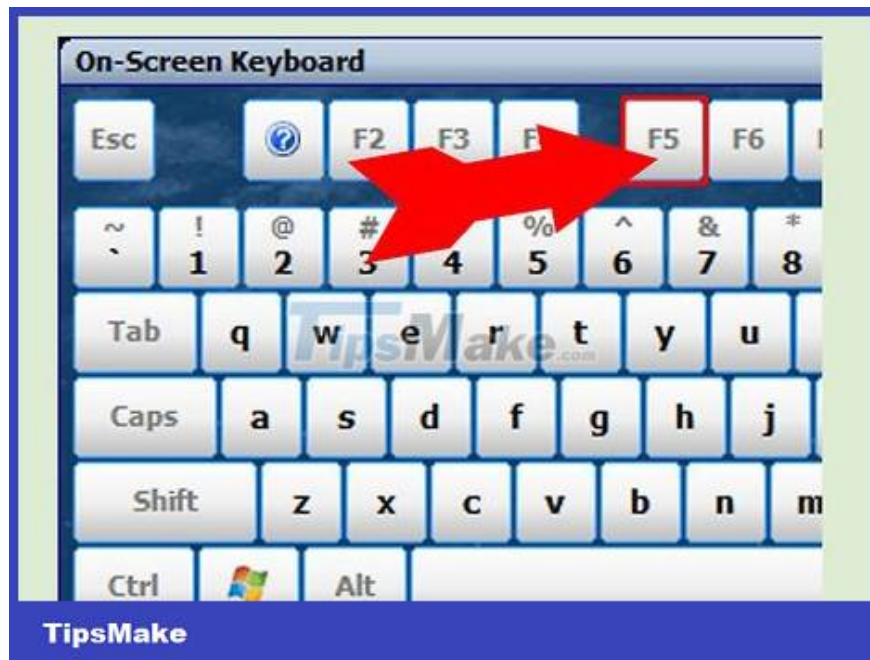 On-Screen Keyboard
Esc F2 F3 F F5 F6
~ ! @ # % ^ & *
` 1 2 3 4 5 6 7 8
Tab q w e r t y u
TipsMake.com
Caps a s d f g h j
Shift z x c v b n m
Ctrl Alt
TipsMake